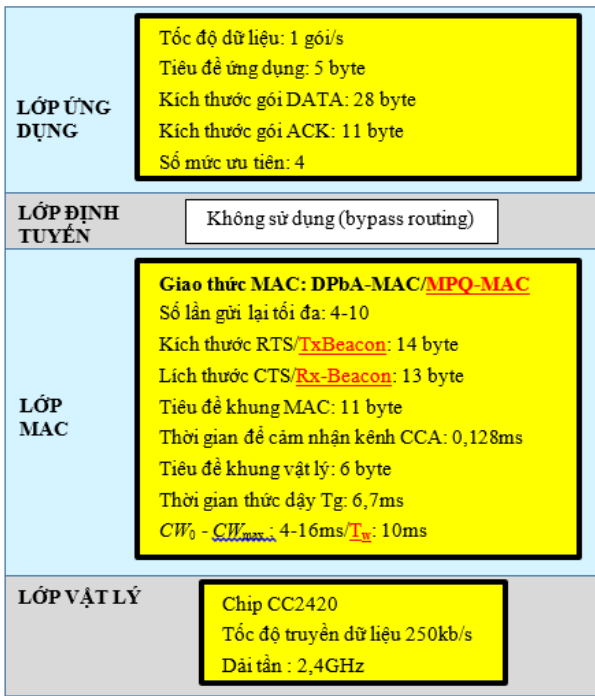 LỚP ỨNG
DỤNG
Tốc độ dữ liệu: 1 gói/s
Tiêu đề ứng dụng: 5 byte
Kích thước gói DATA: 28 byte
Kích thước gói ACK: 11 byte
Số mức ưu tiên: 4
LỚP ĐỊNH
TUYẾN
Không sử dụng (bypass routing)
LỚP
MAC
Giao thức MAC: DPbA-MAC/MPQ-MAC
Số lần gửi lại tối đa: 4-10
Kích thước RTS/TxBeacon: 14 byte
Lích thước CTS/Rx-Beacon: 13 byte
Tiêu đề khung MAC: 11 byte
Thời gian để cảm nhận kênh CCA: 0,128ms
Tiêu đề khung vật lý: 6 byte
Thời gian thức dậy Tg: 6,7ms
CW0 - CWmax : 4-16ms/Tw: 10ms
LỚP VẬT LÝ
Chip CC2420
Tốc độ truyền dữ liệu 250kb/s
Dải tần : 2,4GHz